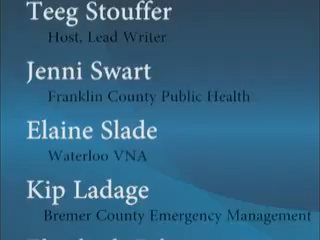 Teeg Stouffer
Host, Lead Writer
Jenni Swart
Franklin County Public Health
Elaine Slade
Waterloo VNA
Kip Ladage
Bremer County Emergency Management